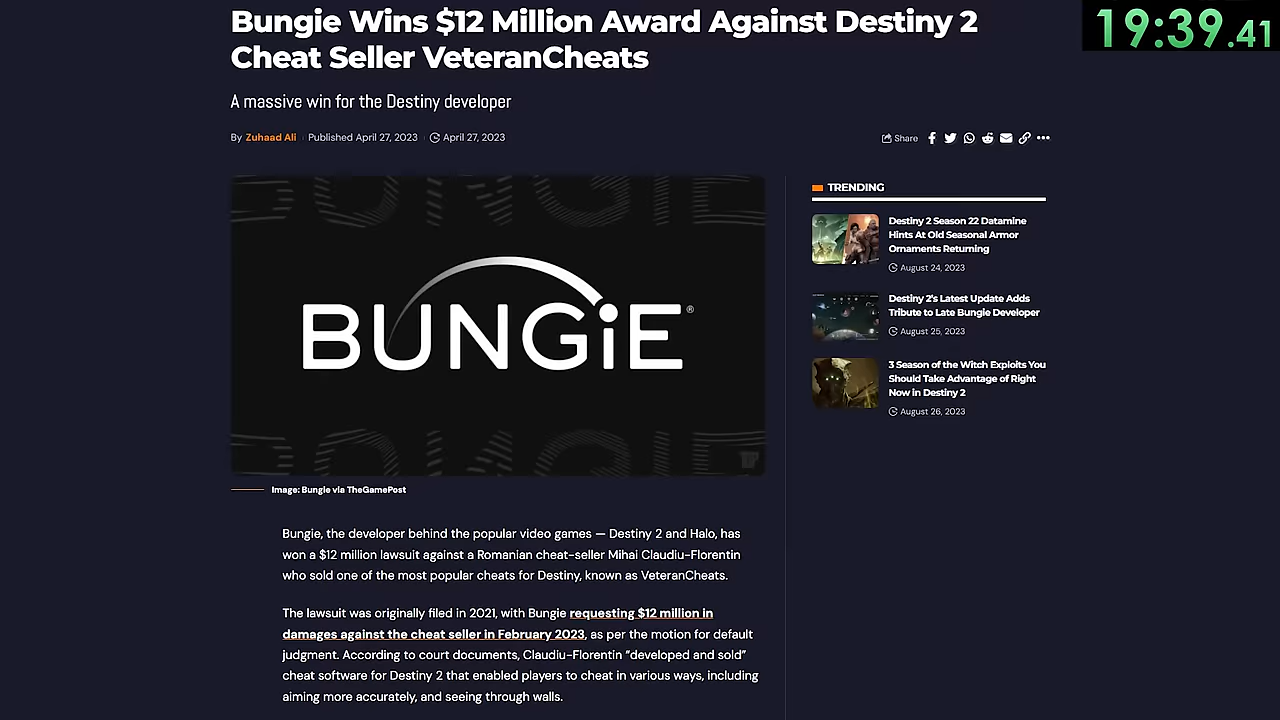 Bungie Wins $12 Million Award Against Destiny 2
Cheat Seller VeteranCheats
19:39.41
A massive win for the Destiny developer
By Zuhaad Ali Published April 27, 2023 April 27, 2023
Share
BUNGiE®
Image: Bungie via TheGamePost
Bungie, the developer behind the popular video games — Destiny 2 and Halo, has
won a $12 million lawsuit against a Romanian cheat-seller Mihai Claudiu-Florentin
who sold one of the most popular cheats for Destiny, known as VeteranCheats.
The lawsuit was originally filed in 2021, with Bungie requesting $12 million in
damages against the cheat seller in February 2023, as per the motion for default
judgment. According to court documents, Claudiu-Florentin “developed and sold”
cheat software for Destiny 2 that enabled players to cheat in various ways, including
aiming more accurately, and seeing through walls.
TRENDING
Destiny 2 Season 22 Datamine
Hints At Old Seasonal Armor
Ornaments Returning
August 24, 2023
Destiny 2's Latest Update Adds
Tribute to Late Bungie Developer
August 25, 2023
3 Season of the Witch Exploits You
Should Take Advantage of Right
Now in Destiny 2
August 26, 2023